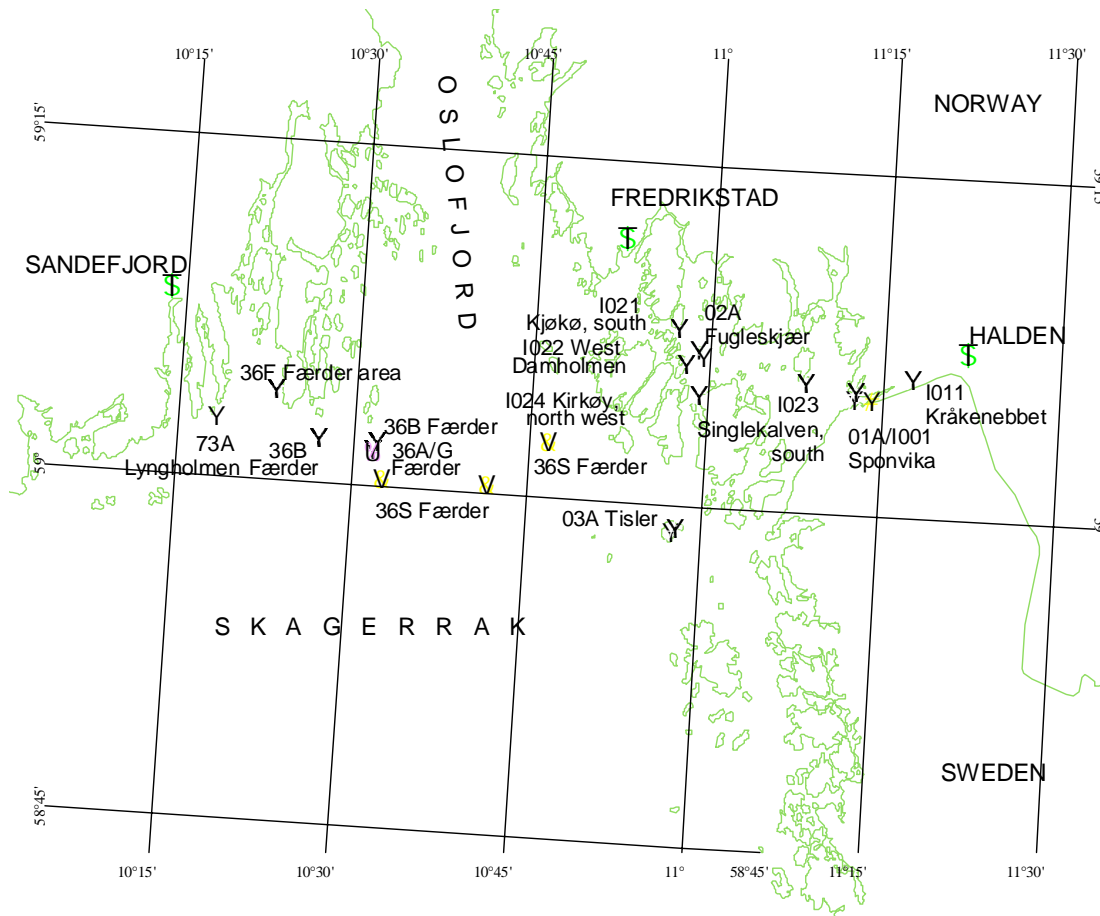 10°15'
10°30'
10°45'
11°
11°15'
11°30'
59°15'
OSLOFJORD
NORWAY
FREDRIKSTAD
SANDEFJORD
I021
Kjøkø, south
02A
Fugleskjær
I022 West
Damholmen
HALDEN
36F Færder area
I024 Kirkøy,
north west
I023
Singlekalven,
south
I011
Kråkenebbet
73A
Lyngholmen Færder
36B
36B Færder
36A/G
Færder
36S Færder
01A/I001
Sponvika
59°
36S Færder
03A Tisler
SKAGERRAK
SWEDEN
58°45'
10°15'
10°30'
10°45'
11°
58°45'
11°15'
11°30'